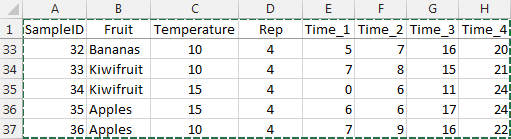 A B C D E F G H
1 SampleID Fruit Temperature Rep Time_1 Time_2 Time_3 Time_4
33 32 Bananas 10 4 5 7 16 20
34 33 Kiwifruit 10 4 7 8 15 21
35 34 Kiwifruit 15 4 0 6 11 24
36 35 Apples 15 4 6 6 17 24
37 36 Apples 10 4 7 9 16 22